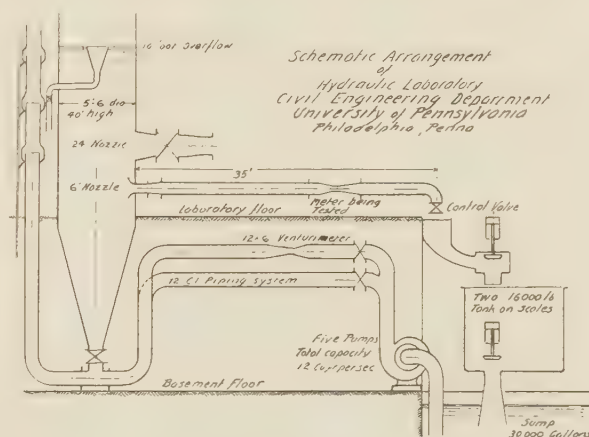 10' dia overflow
Schematic Arrangement
of
Hydraulic Laboratory
Civil Engineering Department
University of Pennsylvania
Philadelphia, Penna
5'-6 dia
40' high
24 Nozzle
35'
6" Nozzle
Laboratory floor
meter being
Tested
Control Valve
12×6 Venturimeter
12 CI Piping System
Two 16000 lb
Tank on scales
Five Pumps
Total capacity
12 Cu ft per sec
Basement Floor
Sump
30 000 Gallons